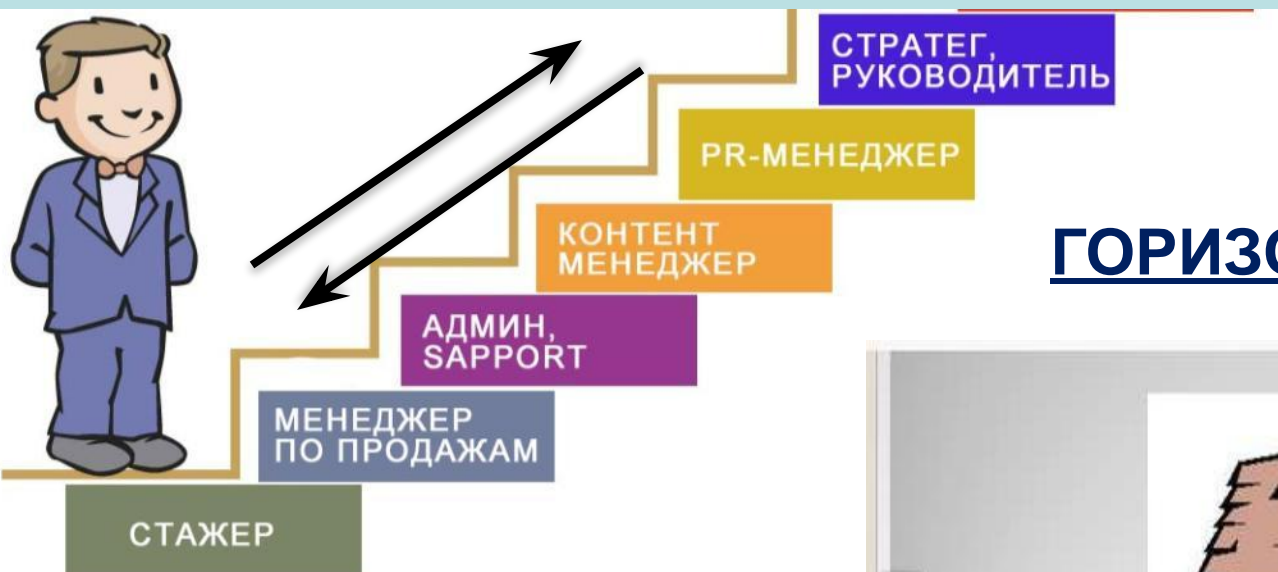 СТРАТЕГ,
РУКОВОДИТЕЛЬ
PR-МЕНЕДЖЕР
КОНТЕНТ
МЕНЕДЖЕР
АДМИН,
SAPPORT
МЕНЕДЖЕР
ПО ПРОДАЖАМ
СТАЖЕР